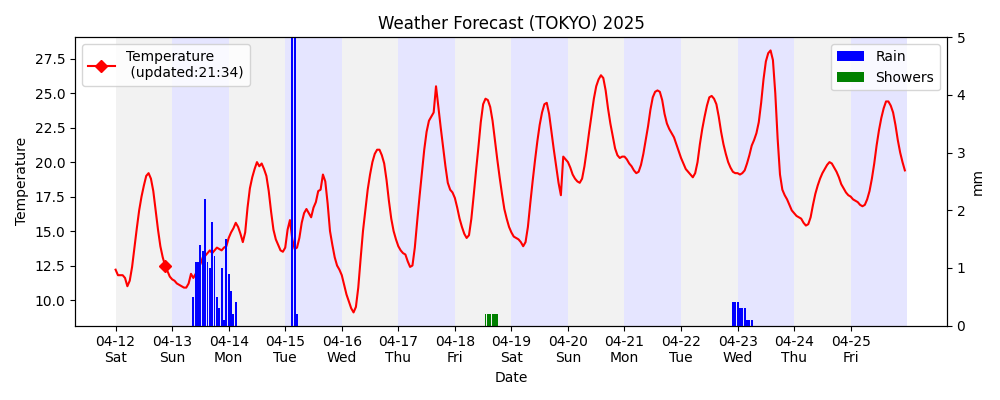 Weather Forecast (TOKYO) 2025
Temperature
(updated:21:34)
Rain
Showers
Temperature
27.5
25.0
22.5
20.0
17.5
15.0
12.5
10.0
5
4
3
2
1
0
mm
04-12 04-13 04-14 04-15 04-16 04-17 04-18 04-19 04-20 04-21 04-22 04-23 04-24 04-25
Sat Sun Mon Tue Wed Thu Fri Sat Sun Mon Tue Wed Thu Fri
Date